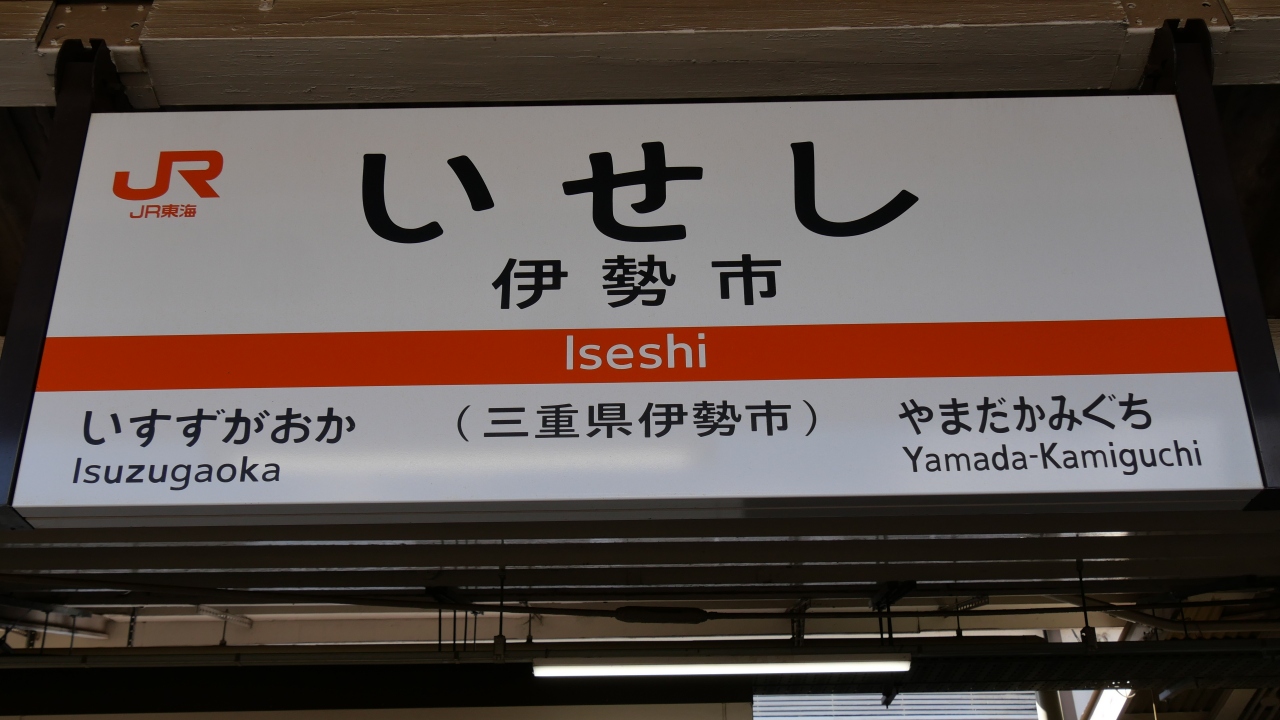 JR
JR東海
いせし
伊勢市
Iseshi
いすずがおか
Isuzugaoka
（三重県伊勢市）
やまだかみぐち
Yamada-Kamiguchi